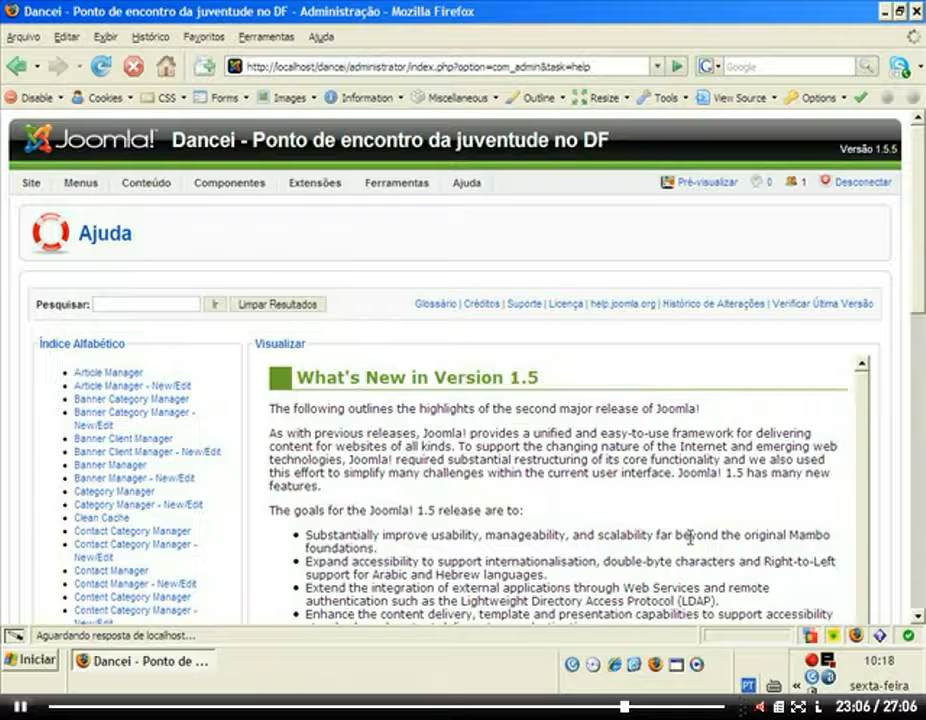 Dancei - Ponto de encontro da juventude no DF - Administração - Mozilla Firefox
Arquivo Editar Exibir Histórico Favoritos Ferramentas Ajuda
http://localhost/dancei/administrator/index.php?option=com_admin&task=help
Google
Disable Cookies CSS Forms Images Information Miscellaneous Outline Resize Tools View Source Options
Joomla! Dancei - Ponto de encontro da juventude no DF
Versão 1.5.5
Site Menus Conteúdo Componentes Extensões Ferramentas Ajuda Pré-visualizar 0 1 Desconectar
Ajuda
Pesquisar: Ir Limpar Resultados Glossário | Créditos | Suporte | Licença | help.joomla.org | Histórico de Alterações | Verificar Última Versão
Índice Alfabético
Article Manager
Article Manager - New/Edit
Banner Category Manager
Banner Category Manager -
New/Edit
Banner Client Manager
Banner Client Manager - New/Edit
Banner Manager
Banner Manager - New/Edit
Category Manager
Category Manager - New/Edit
Clean Cache
Contact Category Manager
Contact Category Manager -
New/Edit
Contact Manager
Contact Manager - New/Edit
Content Category Manager
Content Category Manager -
Visualizar
What's New in Version 1.5
The following outlines the highlights of the second major release of Joomla!
As with previous releases, Joomla! provides a unified and easy-to-use framework for delivering
content for websites of all kinds. To support the changing nature of the Internet and emerging web
technologies, Joomla! required substantial restructuring of its core functionality and we also used
this effort to simplify many challenges within the current user interface. Joomla! 1.5 has many new
features.
The goals for the Joomla! 1.5 release are to:
Substantially improve usability, manageability, and scalability far beyond the original Mambo
foundations.
Expand accessibility to support internationalisation, double-byte characters and Right-to-Left
support for Arabic and Hebrew languages.
Extend the integration of external applications through Web Services and remote
authentication such as the Lightweight Directory Access Protocol (LDAP).
Enhance the content delivery, template and presentation capabilities to support accessibility
Aguardando resposta de localhost...
Iniciar Dancei - Ponto de ... 10:18
PT sexta-feira
23:06 / 27:06